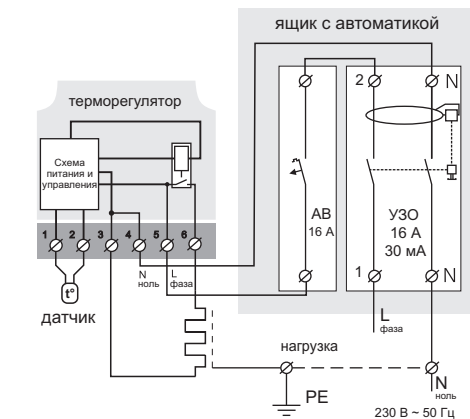 ящик с автоматикой
терморегулятор
Схема
питания и
управления
2
N
АВ
16 А
УЗО
16 А
30 мА
1 2 3 4 5 6
N
ноль
L
фаза
1
N
t°
датчик
L
фаза
нагрузка
PE
N
ноль
230 В ~ 50 Гц